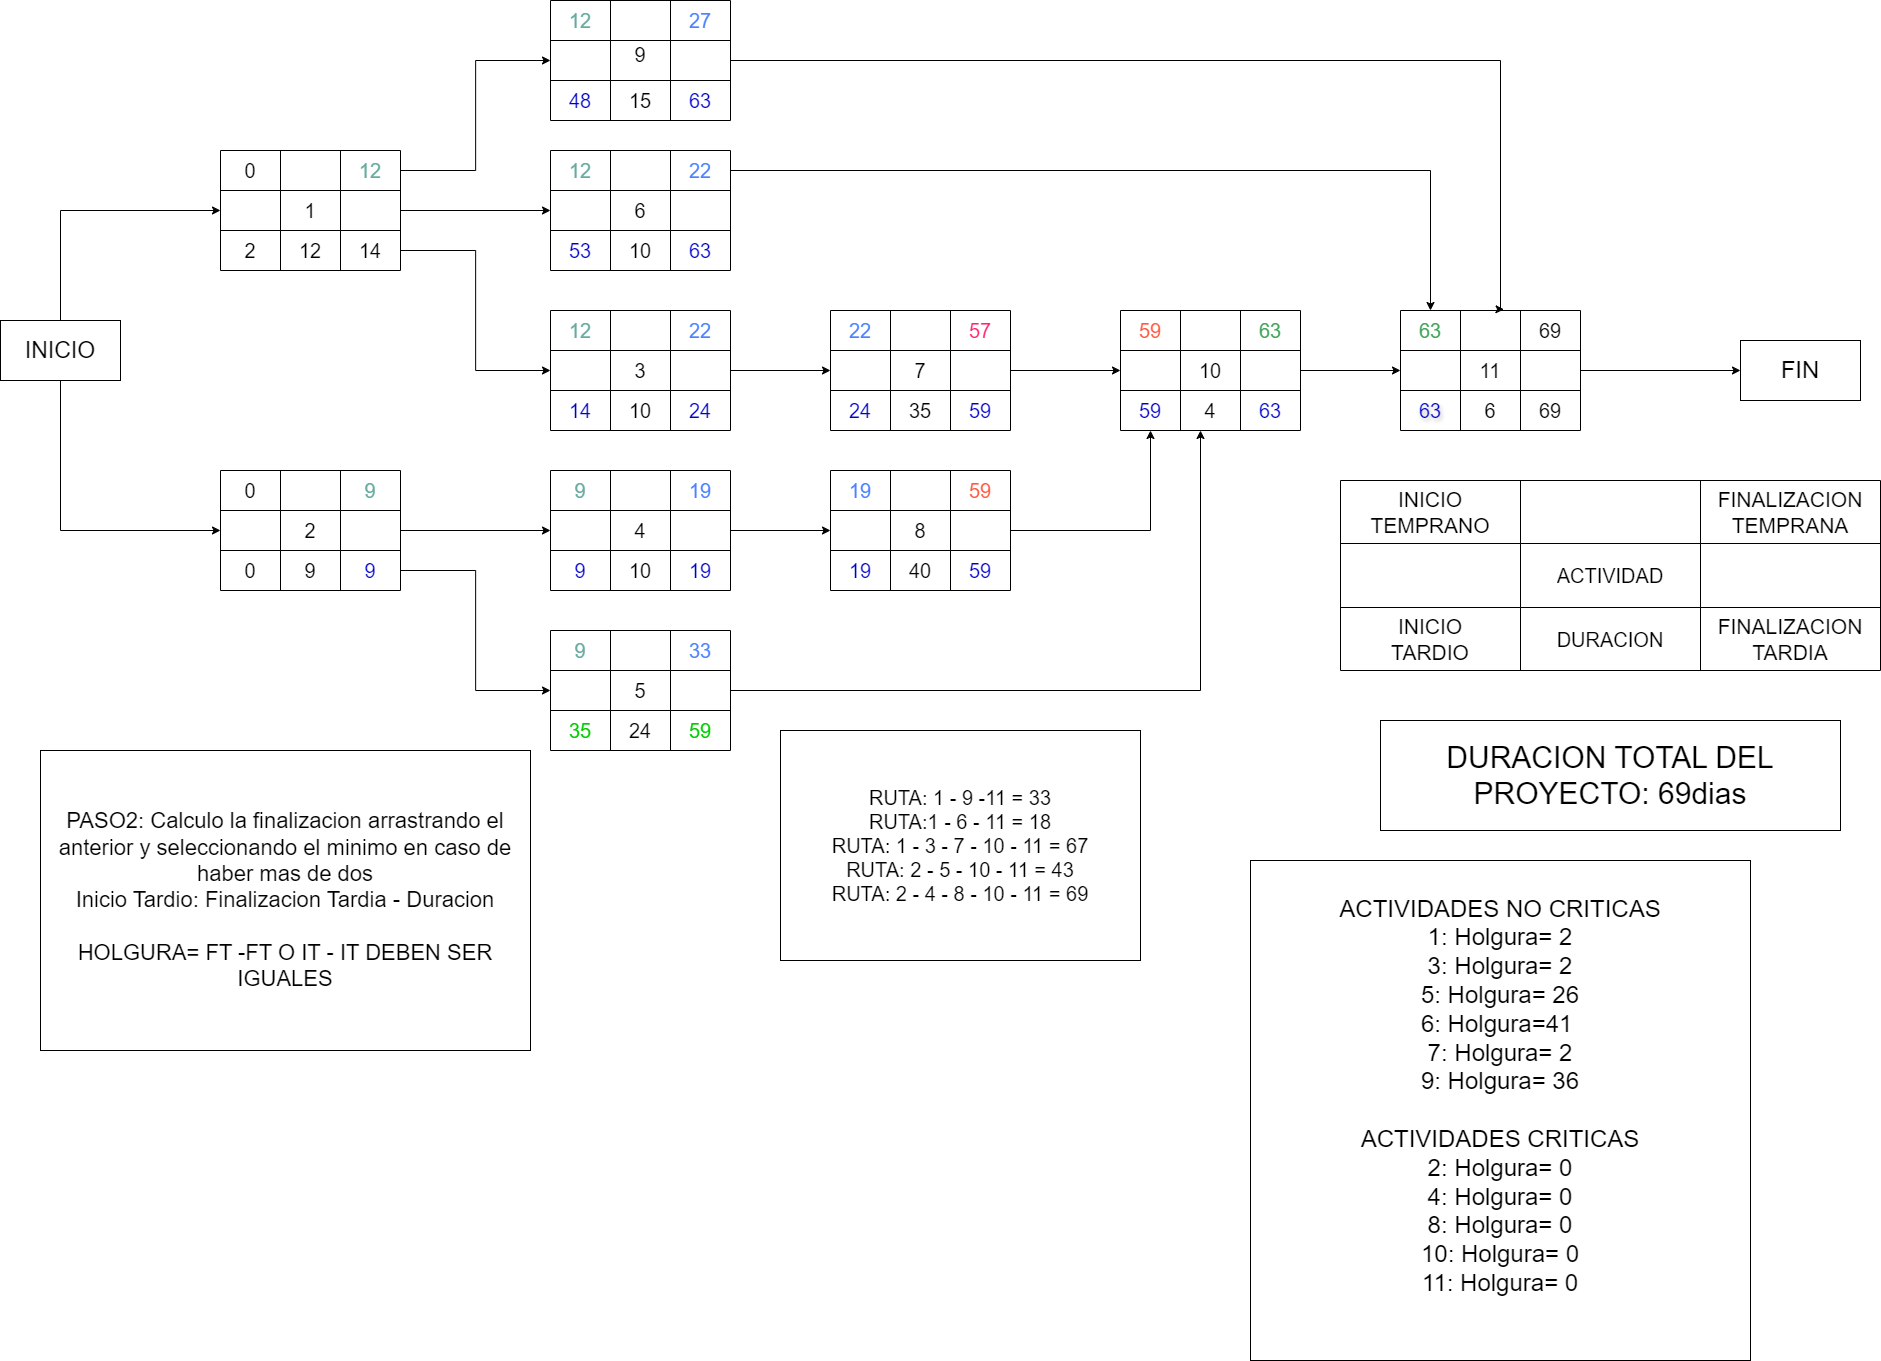 12 27
9
48 15 63
0 12
1
2 12 14
12 22
6
53 10 63
INICIO
12 22
3
14 10 24
22 57
7
24 35 59
59 63
10
59 4 63
63 69
11
63 6 69
FIN
0 9
2
0 9 9
9 19
4
9 10 19
19 59
8
19 40 59
9 33
5
35 24 59
INICIO
TEMPRANO
FINALIZACION
TEMPRANA
ACTIVIDAD
INICIO
TARDIO
DURACION
FINALIZACION
TARDIA
DURACION TOTAL DEL
PROYECTO: 69dias
PASO2: Calculo la finalizacion arrastrando el
anterior y seleccionando el minimo en caso de
haber mas de dos
Inicio Tardio: Finalizacion Tardia - Duracion
HOLGURA= FT -FT O IT - IT DEBEN SER
IGUALES
RUTA: 1 - 9 -11 = 33
RUTA:1 - 6 - 11 = 18
RUTA: 1 - 3 - 7 - 10 - 11 = 67
RUTA: 2 - 5 - 10 - 11 = 43
RUTA: 2 - 4 - 8 - 10 - 11 = 69
ACTIVIDADES NO CRITICAS
1: Holgura= 2
3: Holgura= 2
5: Holgura= 26
6: Holgura=41
7: Holgura= 2
9: Holgura= 36
ACTIVIDADES CRITICAS
2: Holgura= 0
4: Holgura= 0
8: Holgura= 0
10: Holgura= 0
11: Holgura= 0